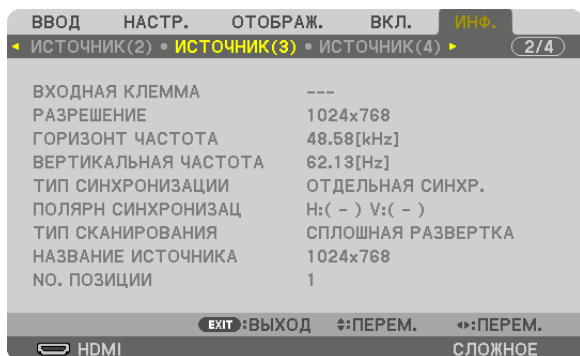 ВВОД НАСТР. ОТОБРАЖ. ВКЛ. ИНФ.
◄ ИСТОЧНИК(2) • ИСТОЧНИК(3) • ИСТОЧНИК(4) ► 2/4
ВХОДНАЯ КЛЕММА ---
РАЗРЕШЕНИЕ 1024x768
ГОРИЗОНТ ЧАСТОТА 48.58[kHz]
ВЕРТИКАЛЬНАЯ ЧАСТОТА 62.13[Hz]
ТИП СИНХРОНИЗАЦИИ ОТДЕЛЬНАЯ СИНХР.
ПОЛЯРН СИНХРОНИЗАЦ H:( - ) V:( - )
ТИП СКАНИРОВАНИЯ СПЛОШНАЯ РАЗВЕРТКА
НАЗВАНИЕ ИСТОЧНИКА 1024x768
NO. ПОЗИЦИИ 1
EXIT :ВЫХОД :ПЕРЕМ. :ПЕРЕМ.
HDMI СЛОЖНОЕ